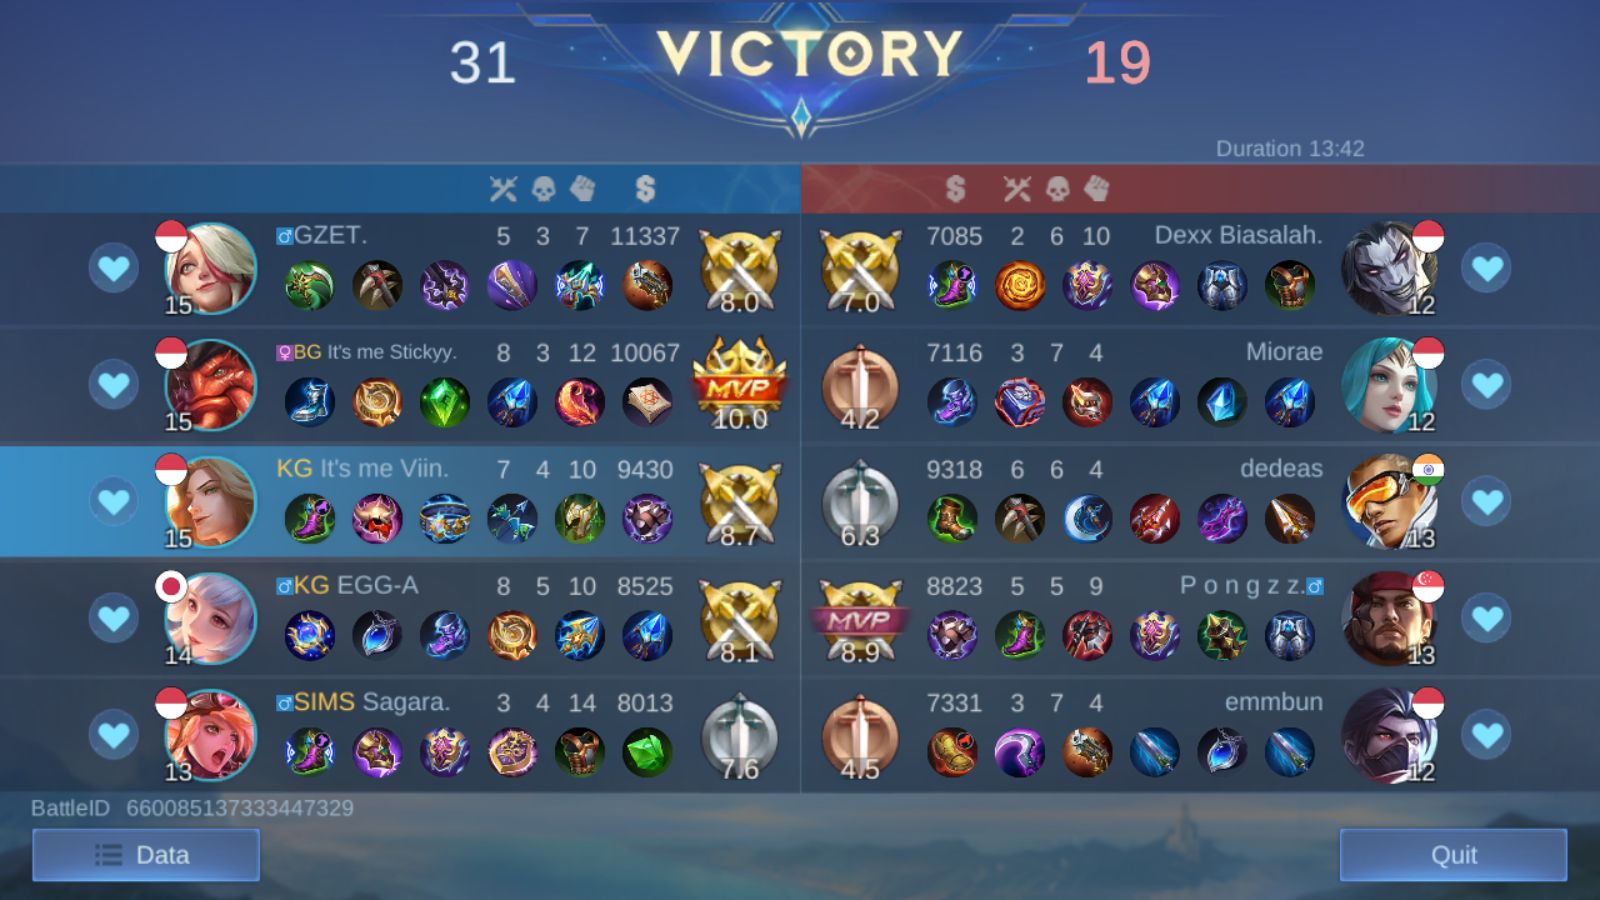 31 VICTORY 19
Duration 13:42
GZET. 5 3 7 11337
15 8.0
7085 2 6 10 Dexx Biasalah.
7.0 12
BG It's me Stickyy. 8 3 12 10067
15 MVP 10.0
7116 3 7 4 Miorae
4.2 12
KG It's me Viin. 7 4 10 9430
15 8.7
9318 6 6 4 dedeas
6.3 13
KG EGG-A 8 5 10 8525
14 8.1
8823 5 5 9 P o n g z z.
MVP 8.9 13
SIMS Sagara. 3 4 14 8013
13 7.6
7331 3 7 4 emmbun
4.5 12
BattleID 660085137333447329
Data
Quit